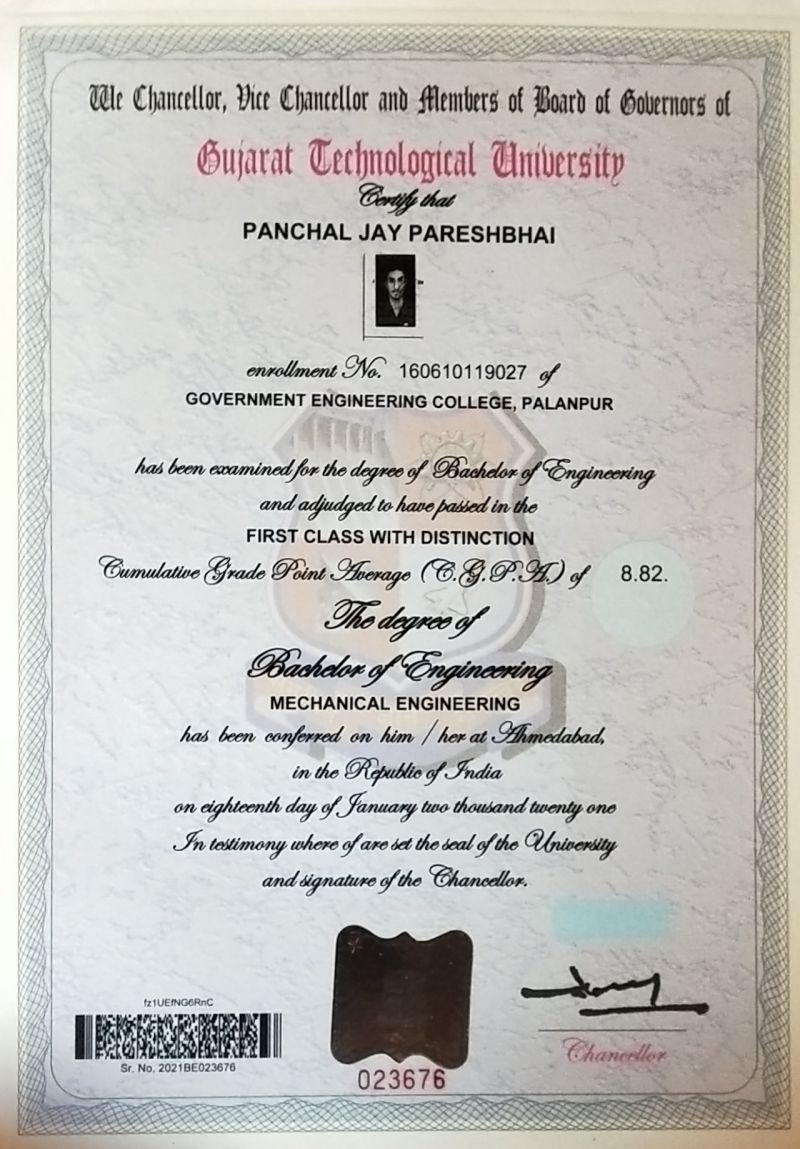 We Chancellor, Vice Chancellor and Members of Board of Governors of
Gujarat Technological University
Certify that
PANCHAL JAY PARESHBHAI
enrollment No. 160610119027 of
GOVERNMENT ENGINEERING COLLEGE, PALANPUR
has been examined for the degree of Bachelor of Engineering
and adjudged to have passed in the
FIRST CLASS WITH DISTINCTION
Cumulative Grade Point Average (C.G.P.A.) of 8.82.
The degree of
Bachelor of Engineering
MECHANICAL ENGINEERING
has been conferred on him / her at Ahmedabad,
in the Republic of India
on eighteenth day of January two thousand twenty one
In testimony where of are set the seal of the University
and signature of the Chancellor.
fz1UEfNG6RnC
Sr. No. 2021BE023676
023676
Chancellor